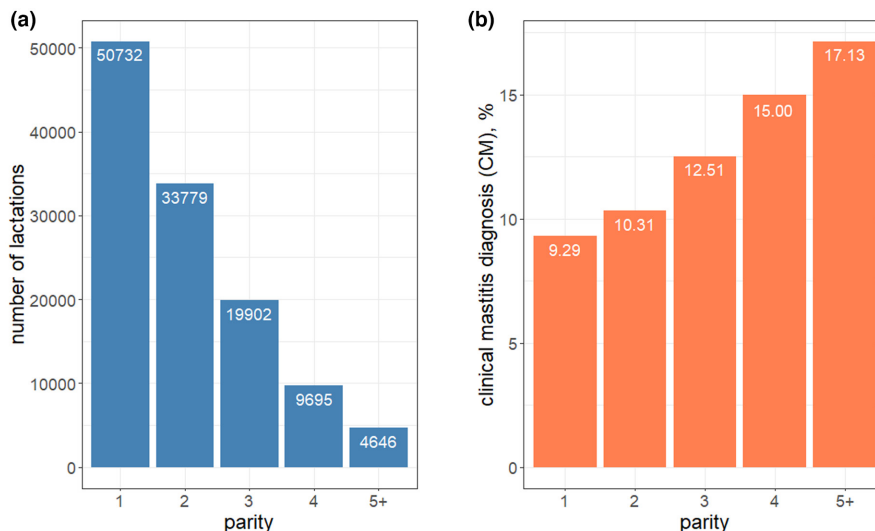 (a)
number of lactations
50000
40000
30000
20000
10000
0
50732
33779
19902
9695
4646
1 2 3 4 5+
parity
(b)
clinical mastitis diagnosis (CM), %
15
10
5
0
9.29
10.31
12.51
15.00
17.13
1 2 3 4 5+
parity